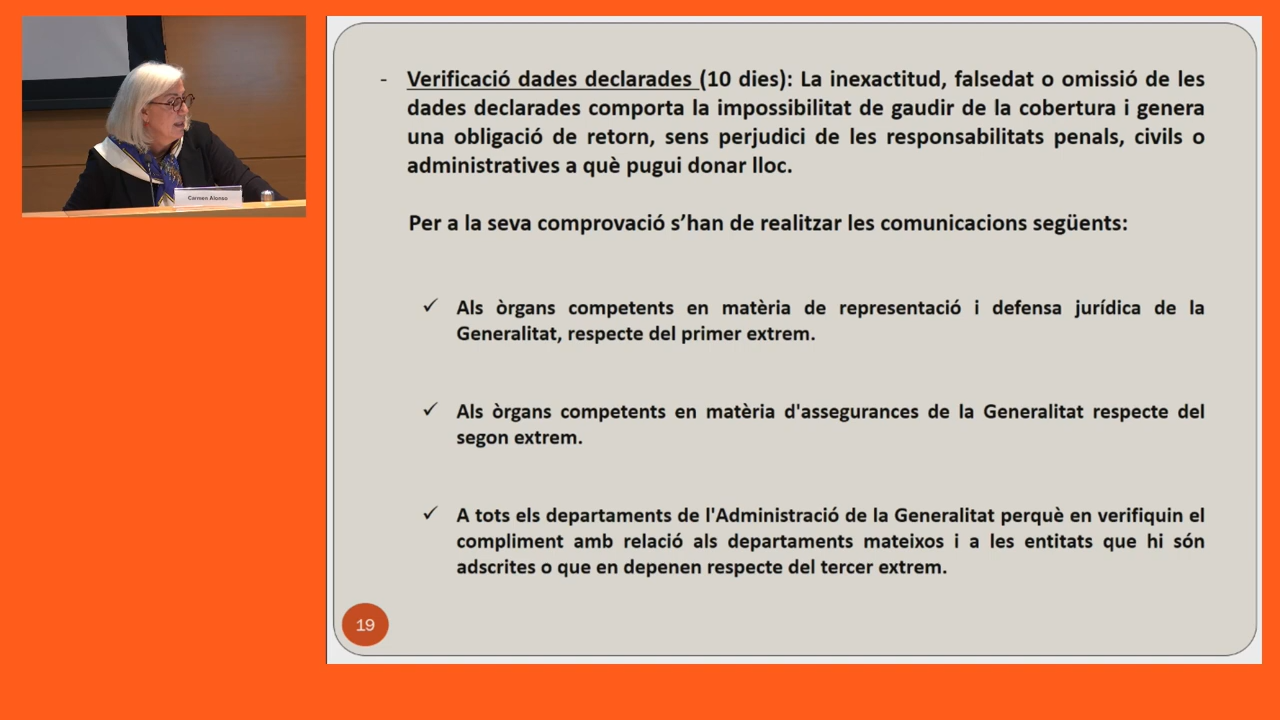 Carmen Alonso
- Verificació dades declarades (10 dies): La inexactitud, falsedat o omissió de les
dades declarades comporta la impossibilitat de gaudir de la cobertura i genera
una obligació de retorn, sens perjudici de les responsabilitats penals, civils o
administratives a què pugui donar lloc.
Per a la seva comprovació s’han de realitzar les comunicacions següents:
✓ Als òrgans competents en matèria de representació i defensa jurídica de la
Generalitat, respecte del primer extrem.
✓ Als òrgans competents en matèria d'assegurances de la Generalitat respecte del
segon extrem.
✓ A tots els departaments de l'Administració de la Generalitat perquè en verifiquin el
compliment amb relació als departaments mateixos i a les entitats que hi són
adscrites o que en depenen respecte del tercer extrem.
19